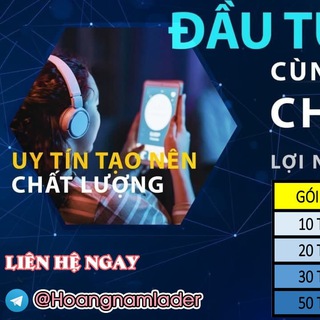 ĐẦU TƯ
CÙN
CH
LỢI N
UY TÍN TẠO NÊN
CHẤT LƯỢNG
GÓI
10 T
20 T
30 T
50 T
LIÊN HỆ NGAY
@Hoangnamlader